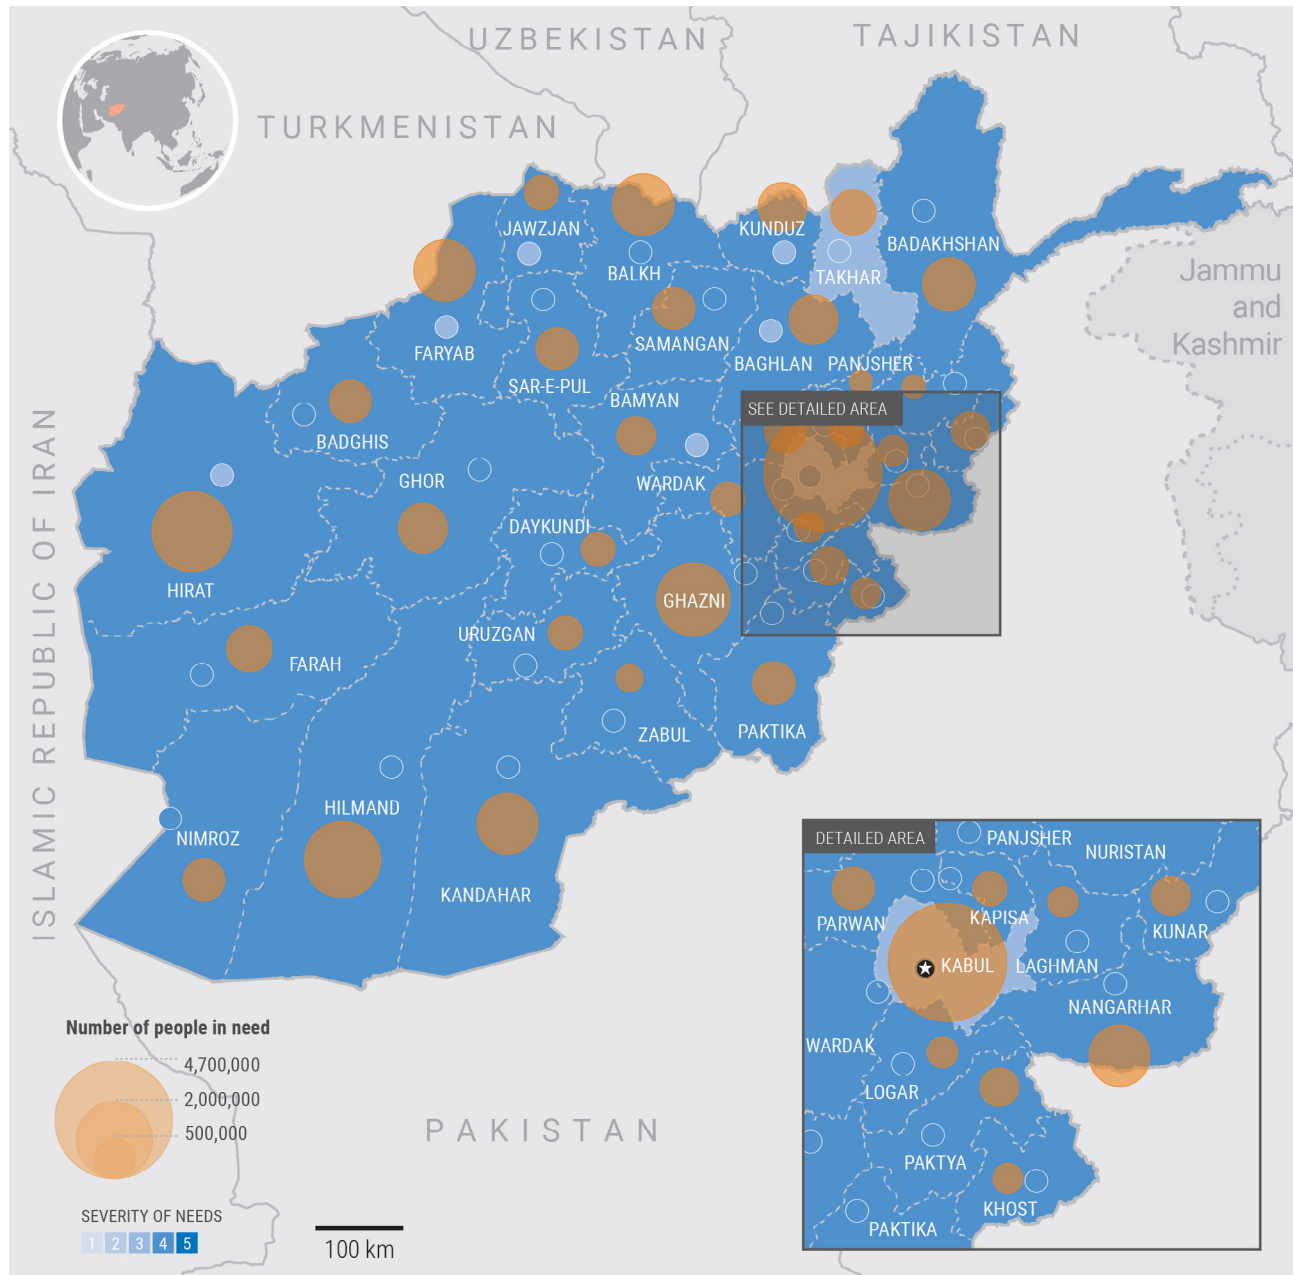 UZBEKISTAN
TAJIKISTAN
TURKMENISTAN
JAWZJAN
KUNDUZ
BADAKHSHAN
BALKH
TAKHAR
Jammu
and
Kashmir
FARYAB
SAMANGAN
BAGHLAN
PANJSHER
SAR-E-PUL
BAMYAN
SEE DETAILED AREA
BADGHIS
GHOR
WARDAK
DAYKUNDI
HIRAT
GHAZNI
URUZGAN
FARAH
ZABUL
PAKTIKA
ISLAMIC REPUBLIC OF IRAN
HILMAND
NIMROZ
KANDAHAR
PAKISTAN
DETAILED AREA
PANJSHER
NURISTAN
PARWAN
KAPISA
KUNAR
KABUL
LAGHMAN
NANGARHAR
WARDAK
LOGAR
PAKTYA
KHOST
PAKTIKA
Number of people in need
4,700,000
2,000,000
500,000
SEVERITY OF NEEDS
1 2 3 4 5
100 km